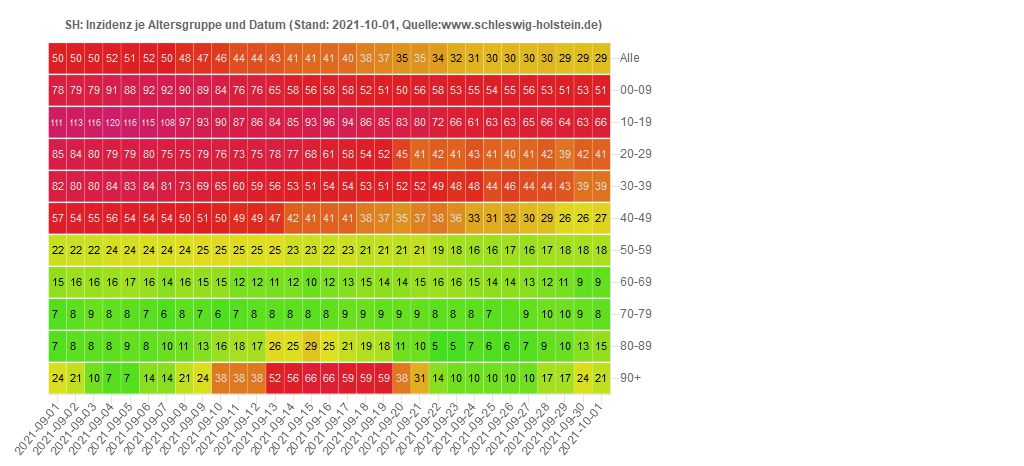 SH: Inzidenz je Altersgruppe und Datum (Stand: 2021-10-01, Quelle:www.schleswig-holstein.de)
50 50 50 52 51 52 50 48 47 46 44 44 43 41 41 41 40 38 37 35 35 34 32 31 30 30 30 30 29 29 29 Alle
78 79 79 91 88 92 92 90 89 84 76 76 65 58 56 58 58 52 51 50 56 58 53 55 54 55 56 53 51 53 51 00-09
111 113 116 120 116 115 108 97 93 90 87 86 84 85 93 96 94 86 85 83 80 72 66 61 63 63 65 66 64 63 66 10-19
85 84 80 79 79 80 75 75 79 76 73 75 78 77 68 61 58 54 52 45 41 42 41 43 41 40 41 42 39 42 41 20-29
82 80 80 84 83 84 81 73 69 65 60 59 56 53 51 54 54 53 51 52 52 49 48 48 44 46 44 44 43 39 39 30-39
57 54 55 56 54 54 54 50 51 50 49 49 47 42 41 41 41 38 37 35 37 38 36 33 31 32 30 29 26 26 27 40-49
22 22 22 24 24 24 24 24 25 25 25 25 25 23 23 22 23 21 21 21 21 19 18 16 16 17 16 17 18 18 18 50-59
15 16 16 16 17 16 14 16 15 15 12 12 11 12 10 12 13 15 14 14 15 16 16 15 14 14 13 12 11 9 9 60-69
7 8 9 8 8 7 6 8 7 6 7 8 8 8 8 8 9 9 9 9 9 8 8 8 7 9 10 10 9 8 70-79
7 8 8 8 9 8 10 11 13 16 18 17 26 25 29 25 21 19 18 11 10 5 5 7 6 6 7 9 10 13 15 80-89
24 21 10 7 7 14 14 21 24 38 38 38 52 56 66 66 59 59 59 38 31 14 10 10 10 10 10 17 17 24 21 90+
2021-09-01
2021-09-02
2021-09-03
2021-09-04
2021-09-05
2021-09-06
2021-09-07
2021-09-08
2021-09-09
2021-09-10
2021-09-11
2021-09-12
2021-09-13
2021-09-14
2021-09-15
2021-09-16
2021-09-17
2021-09-18
2021-09-19
2021-09-20
2021-09-21
2021-09-22
2021-09-23
2021-09-24
2021-09-25
2021-09-26
2021-09-27
2021-09-28
2021-09-29
2021-09-30
2021-10-01